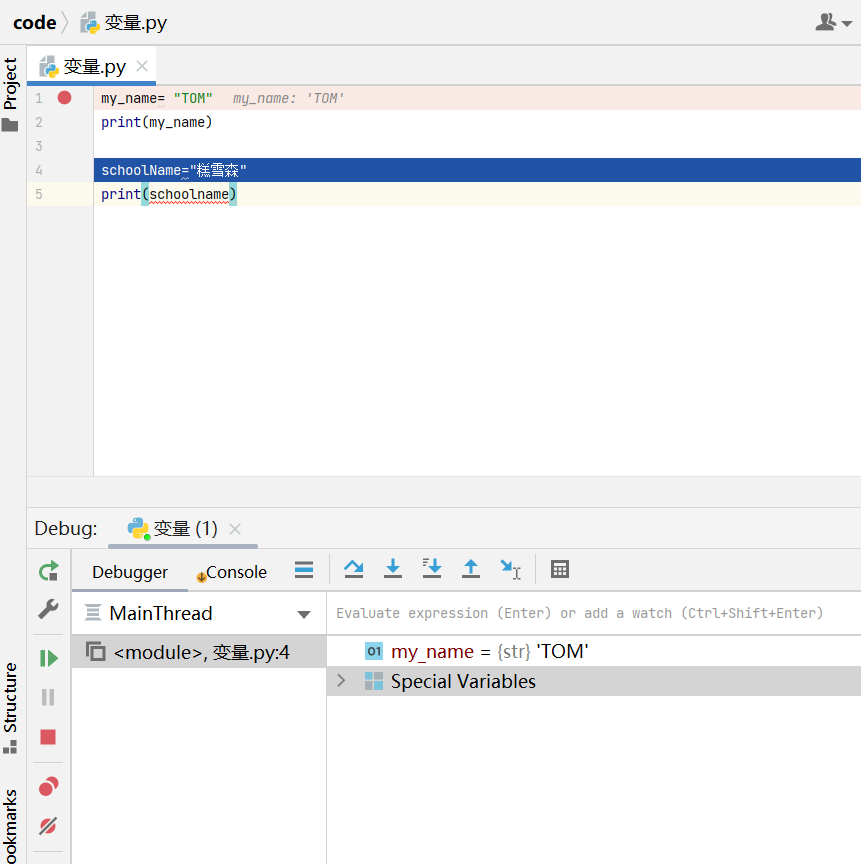 code 变量.py
变量.py
Project
1 my_name= "TOM" my_name: 'TOM'
2 print(my_name)
3
4 schoolName="糕雪森"
5 print(schoolname)
Debug: 变量 (1)
Debugger Console
MainThread
Evaluate expression (Enter) or add a watch (Ctrl+Shift+Enter)
<module>, 变量.py:4
01 my_name = {str} 'TOM'
Special Variables
Structure
ookmarks